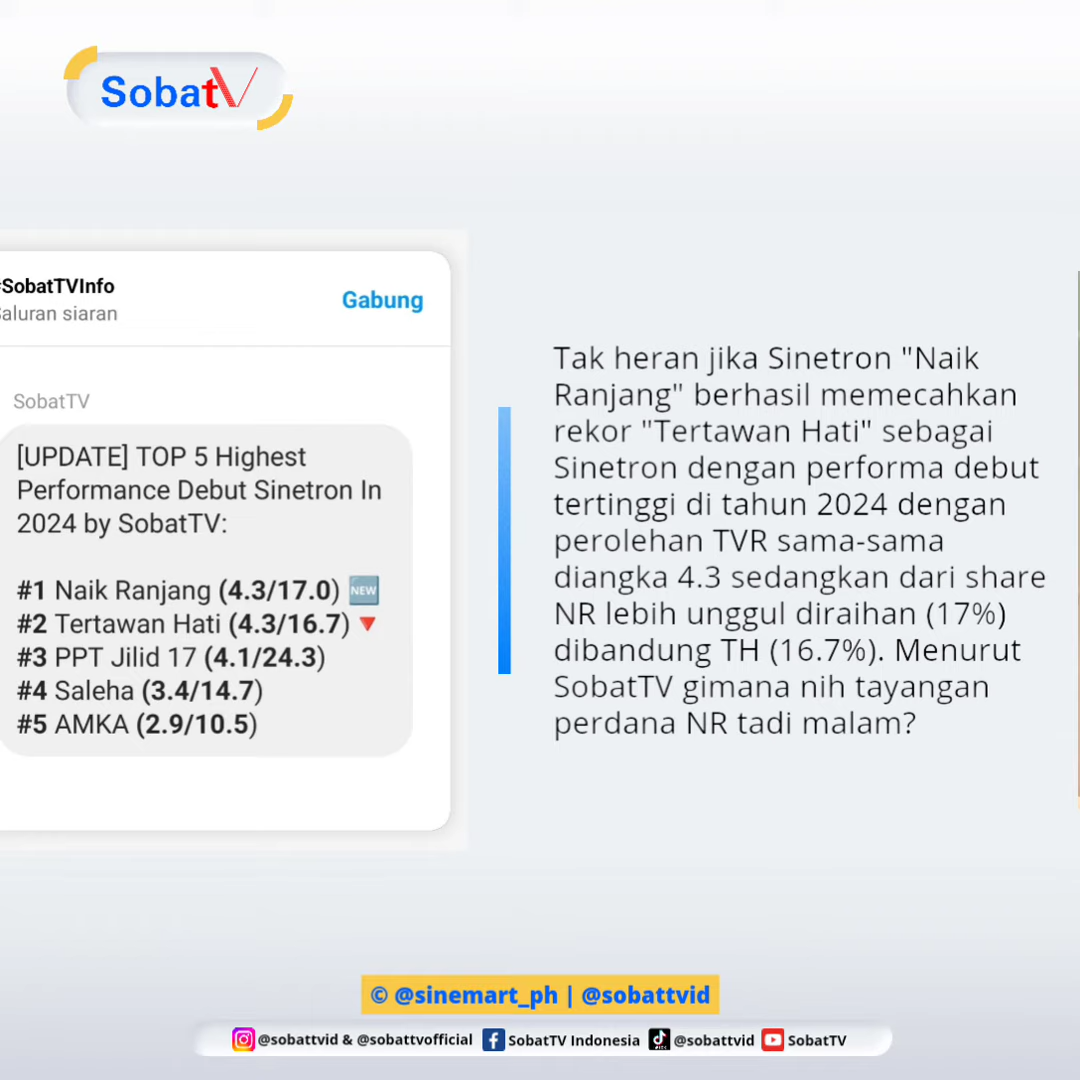 SobatTV
SobatTVInfo
aluran siaran
Gabung
SobatTV
[UPDATE] TOP 5 Highest
Performance Debut Sinetron In
2024 by SobatTV:
#1 Naik Ranjang (4.3/17.0) 🆕
#2 Tertawan Hati (4.3/16.7) 🔻
#3 PPT Jilid 17 (4.1/24.3)
#4 Saleha (3.4/14.7)
#5 AMKA (2.9/10.5)
Tak heran jika Sinetron "Naik
Ranjang" berhasil memecahkan
rekor "Tertawan Hati" sebagai
Sinetron dengan performa debut
tertinggi di tahun 2024 dengan
perolehan TVR sama-sama
diangka 4.3 sedangkan dari share
NR lebih unggul diraihan (17%)
dibandung TH (16.7%). Menurut
SobatTV gimana nih tayangan
perdana NR tadi malam?
© @sinemart_ph | @sobattvid
@sobattvid & @sobattvofficial SobatTV Indonesia @sobattvid SobatTV